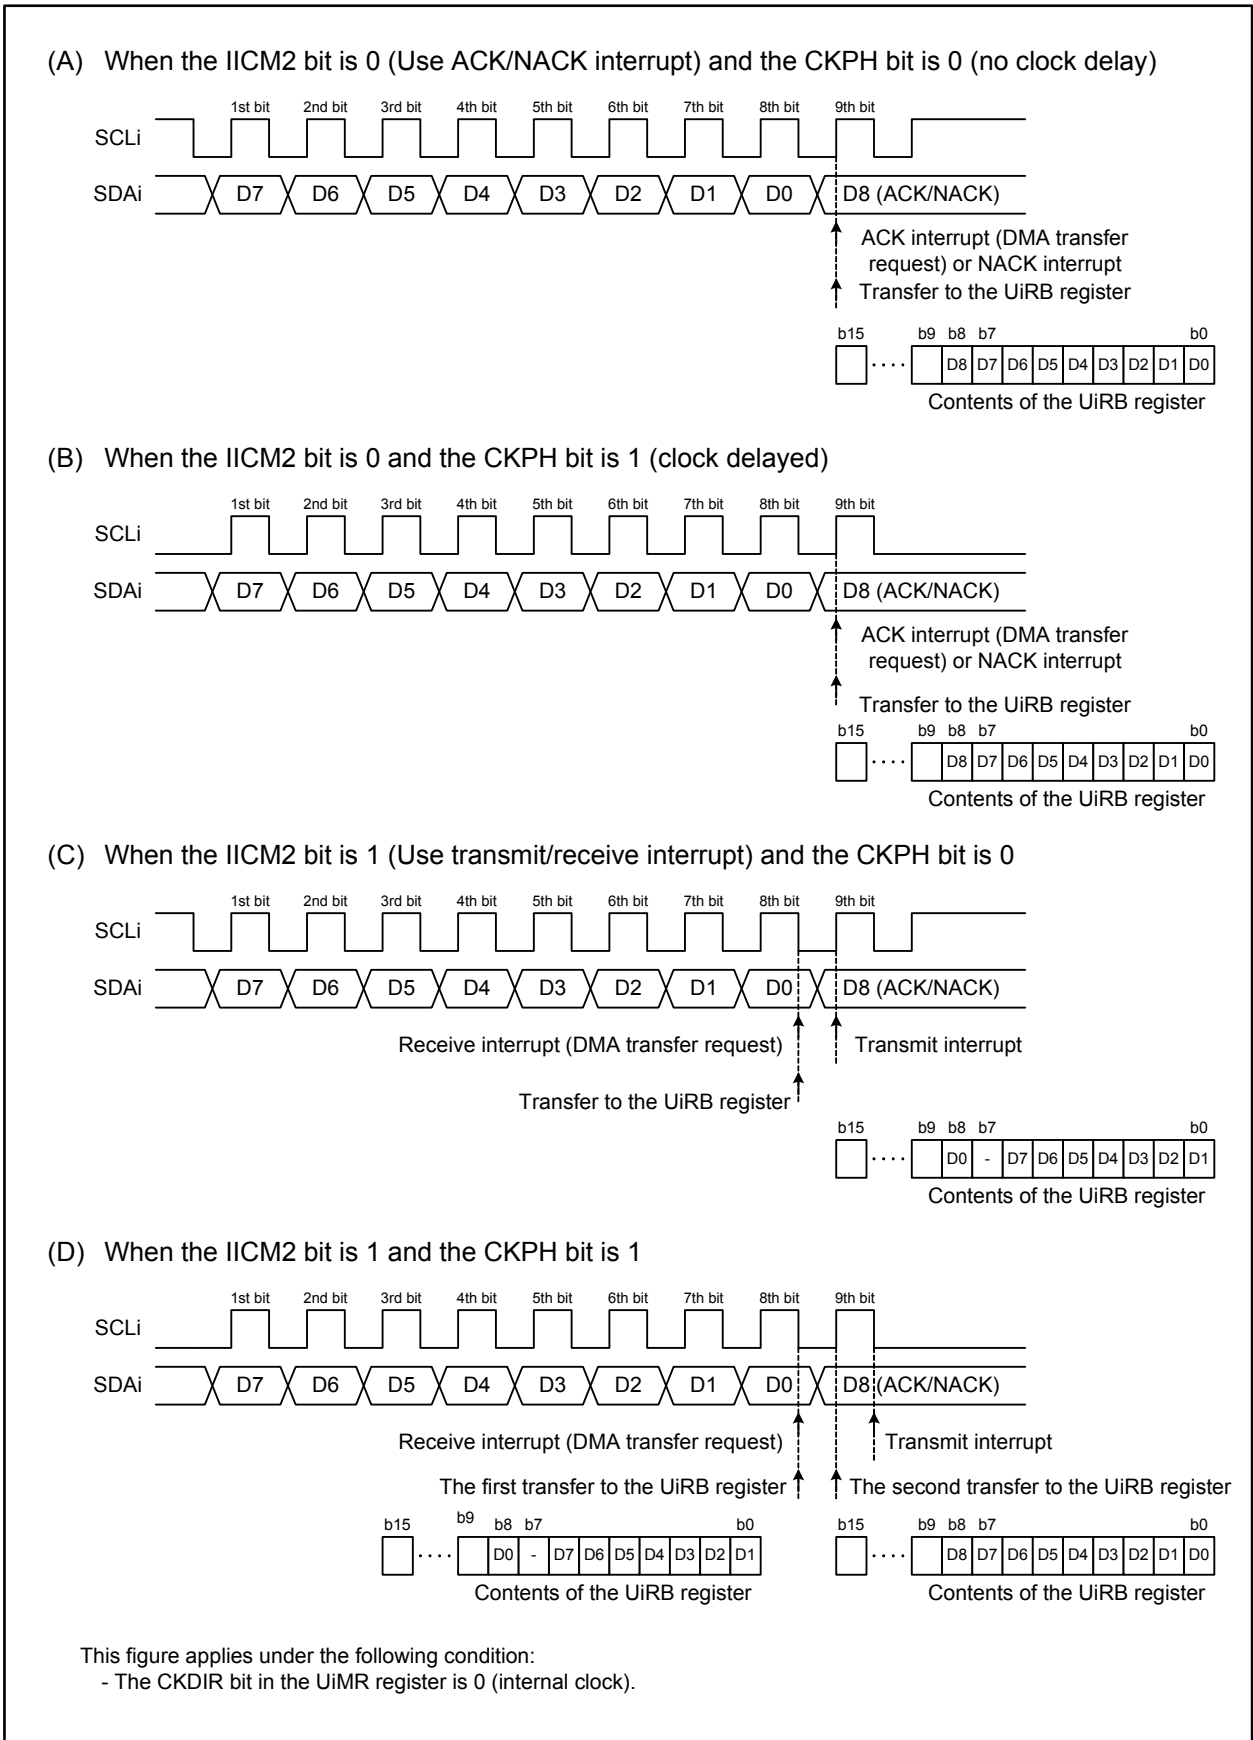 (A) When the IICM2 bit is 0 (Use ACK/NACK interrupt) and the CKPH bit is 0 (no clock delay)
1st bit 2nd bit 3rd bit 4th bit 5th bit 6th bit 7th bit 8th bit 9th bit
SCLi
SDAi D7 D6 D5 D4 D3 D2 D1 D0 D8 (ACK/NACK)
ACK interrupt (DMA transfer
request) or NACK interrupt
Transfer to the UiRB register
b15 b9 b8 b7 b0
.... D8 D7 D6 D5 D4 D3 D2 D1 D0
Contents of the UiRB register
(B) When the IICM2 bit is 0 and the CKPH bit is 1 (clock delayed)
1st bit 2nd bit 3rd bit 4th bit 5th bit 6th bit 7th bit 8th bit 9th bit
SCLi
SDAi D7 D6 D5 D4 D3 D2 D1 D0 D8 (ACK/NACK)
ACK interrupt (DMA transfer
request) or NACK interrupt
Transfer to the UiRB register
b15 b9 b8 b7 b0
.... D8 D7 D6 D5 D4 D3 D2 D1 D0
Contents of the UiRB register
(C) When the IICM2 bit is 1 (Use transmit/receive interrupt) and the CKPH bit is 0
1st bit 2nd bit 3rd bit 4th bit 5th bit 6th bit 7th bit 8th bit 9th bit
SCLi
SDAi D7 D6 D5 D4 D3 D2 D1 D0 D8 (ACK/NACK)
Receive interrupt (DMA transfer request) Transmit interrupt
Transfer to the UiRB register
b15 b9 b8 b7 b0
.... D0 - D7 D6 D5 D4 D3 D2 D1
Contents of the UiRB register
(D) When the IICM2 bit is 1 and the CKPH bit is 1
1st bit 2nd bit 3rd bit 4th bit 5th bit 6th bit 7th bit 8th bit 9th bit
SCLi
SDAi D7 D6 D5 D4 D3 D2 D1 D0 D8 (ACK/NACK)
Receive interrupt (DMA transfer request) Transmit interrupt
The first transfer to the UiRB register The second transfer to the UiRB register
b15 b9 b8 b7 b0 b15 b9 b8 b7 b0
.... D0 - D7 D6 D5 D4 D3 D2 D1 .... D8 D7 D6 D5 D4 D3 D2 D1 D0
Contents of the UiRB register Contents of the UiRB register
This figure applies under the following condition:
- The CKDIR bit in the UiMR register is 0 (internal clock).